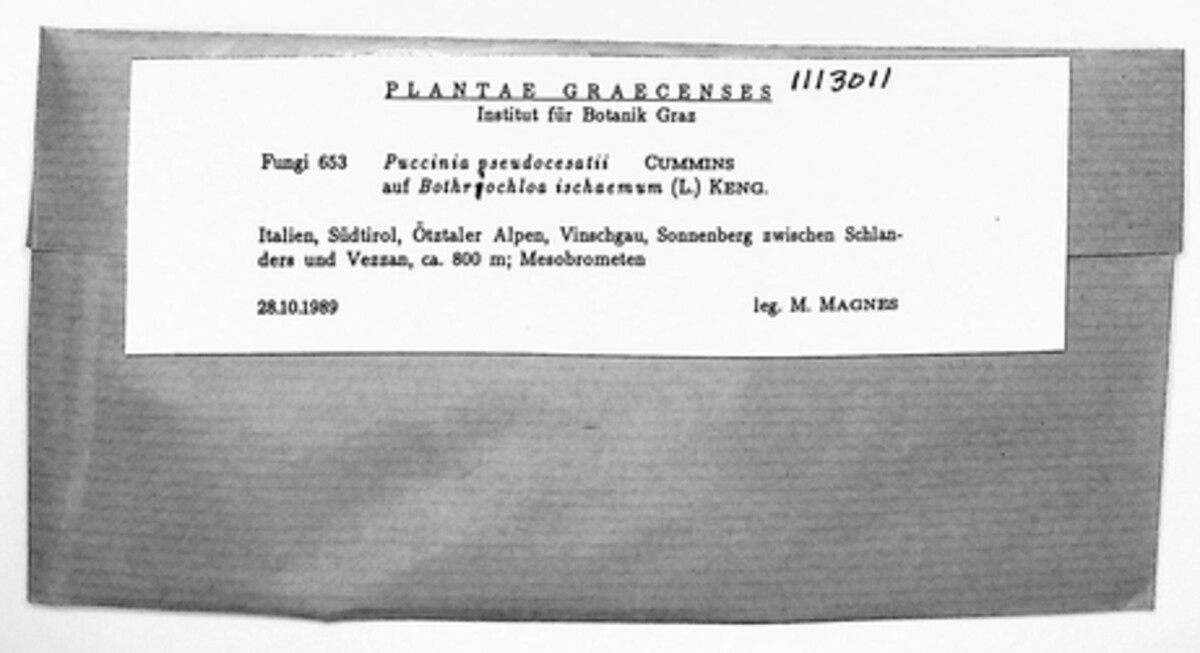 PLANTAE GRAECENSES 1113011
Institut für Botanik Graz
Fungi 653 Puccinia pseudocesatii CUMMINS
auf Bothriochloa ischaemum (L.) KENG.
Italien, Südtirol, Ötztaler Alpen, Vinschgau, Sonnenberg zwischen Schlan-
ders und Vezzan, ca. 800 m; Mesobrometen
28.10.1989 leg. M. MAGNES